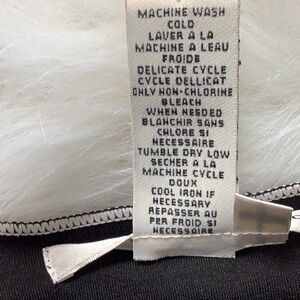 MACHINE WASH
COLD
LAVER A LA
MACHINE A LEAU
FROIDE
DELICATE CYCLE
CYCLE DELLICAT
ONLY NON-CHLORINE
BLEACH
WHEN NEEDED
BLANCHIR SANS
CHLORE SI
NECESSAIRE
TUMBLE DRY LOW
SECHER A LA
MACHINE CYCLE
DOUX
COOL IRON IF
NECESSARY
REPASSER AU
PER FROID SI
NECESSAIRE